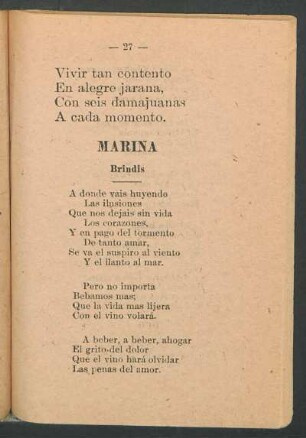 — 27 —
Vivir tan contento
En alegre jarana,
Con seis damajuanas
A cada momento.
MARINA
Brindis
A donde vais huyendo
Las ilusiones
Que nos dejais sin vida
Los corazones,
Y en pago del tormento
De tanto amar,
Se va el suspiro al viento
Y el llanto al mar.
Pero no importa
Bebamos mas;
Que la vida mas lijera
Con el vino volará.
A beber, a beber, ahogar
El grito del dolor
Que el vino hará olvidar
Las penas del amor.